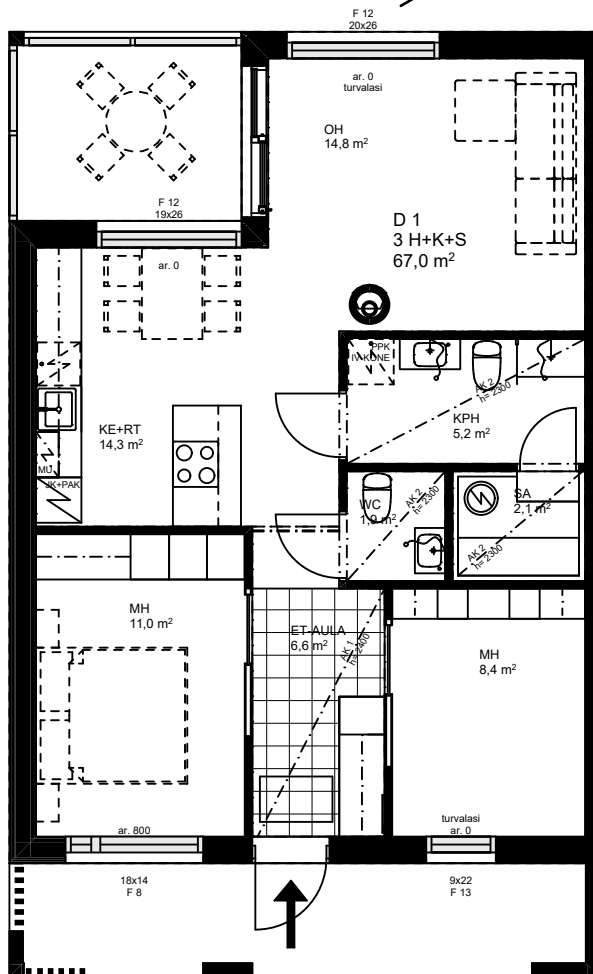 F 12
20x26
ar. 0
turvalasi
OH
14,8 m²
F 12
19x26
ar. 0
D 1
3 H+K+S
67,0 m²
PPK
IV-KONE
AK 2
h= 2300
KPH
5,2 m²
KE+RT
14,3 m²
MU
JK+PAK
WC
1,9 m²
AK 2
h= 2300
SA
2,1 m²
AK 2
h= 2300
MH
11,0 m²
ET-AULA
6,6 m²
AK 1
h= 2400
MH
8,4 m²
ar. 800
turvalasi
ar. 0
18x14
F 8
9x22
F 13